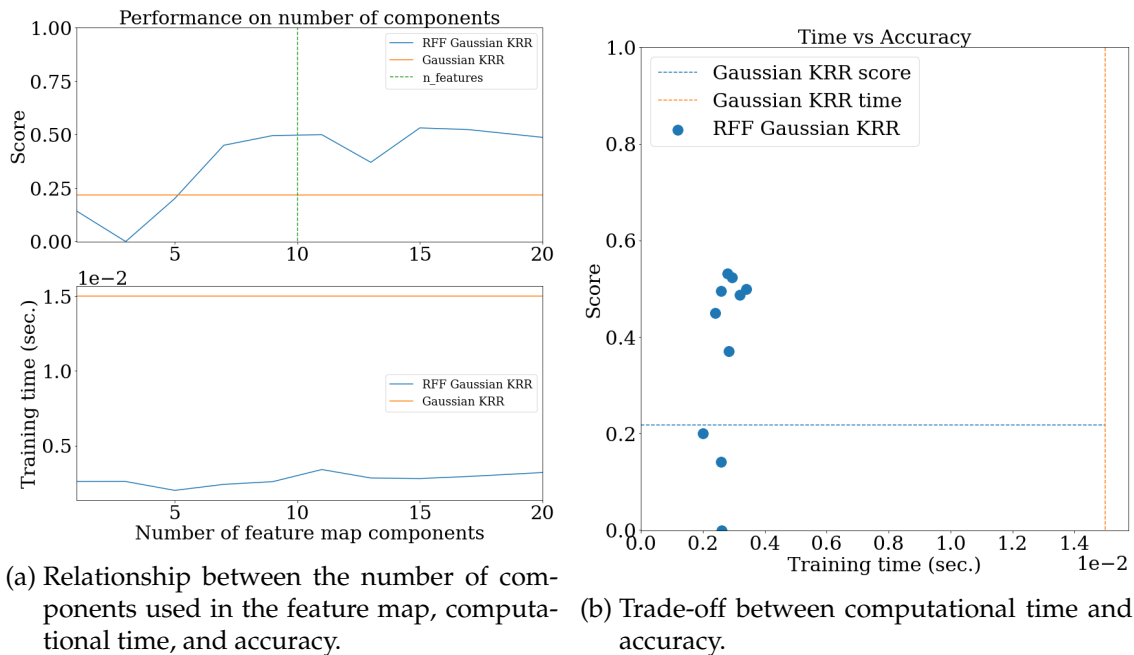 Performance on number of components
1.00
0.75
0.50
0.25
0.00
Score
RFF Gaussian KRR
Gaussian KRR
n_features
5
10
15
20
1e−2
1.5
1.0
0.5
Training time (sec.)
RFF Gaussian KRR
Gaussian KRR
5
10
15
20
Number of feature map components
(a) Relationship between the number of com-
ponents used in the feature map, computa-
tional time, and accuracy.
Time vs Accuracy
1.0
0.8
0.6
0.4
0.2
0.0
Score
Gaussian KRR score
Gaussian KRR time
RFF Gaussian KRR
0.0
0.2
0.4
0.6
0.8
1.0
1.2
1.4
1e−2
Training time (sec.)
(b) Trade-off between computational time and
accuracy.